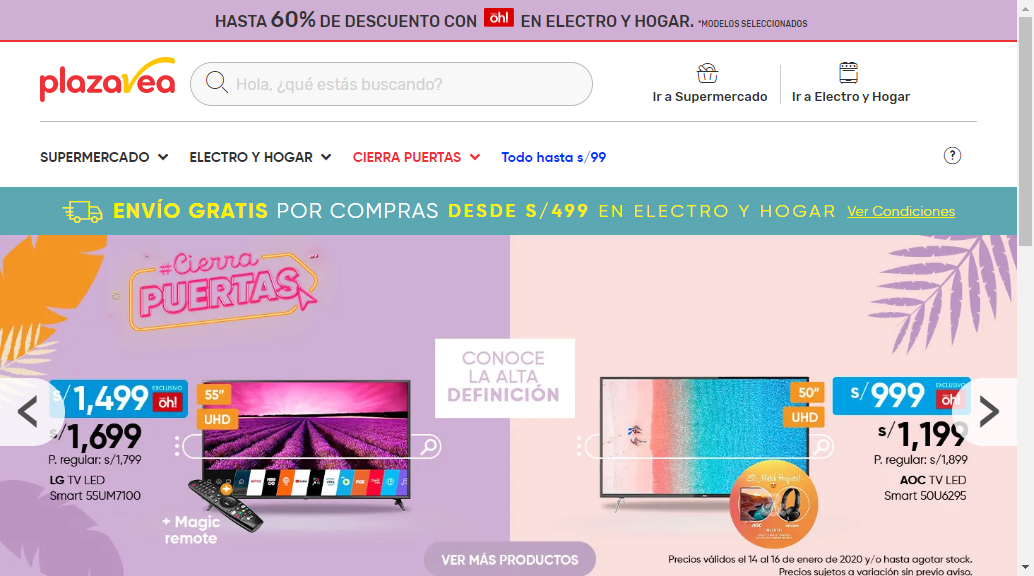 HASTA 60% DE DESCUENTO CON oh! EN ELECTRO Y HOGAR. *MODELOS SELECCIONADOS
plazavea
Hola, ¿qué estás buscando?
Ir a Supermercado
Ir a Electro y Hogar
SUPERMERCADO
ELECTRO Y HOGAR
CIERRA PUERTAS
Todo hasta s/99
?
ENVÍO GRATIS POR COMPRAS DESDE S/499 EN ELECTRO Y HOGAR Ver Condiciones
#Cierra
PUERTAS
CONOCE
LA ALTA
DEFINICIÓN
S/1,499 EXCLUSIVO oh!
s/1,699
P. regular: s/1,799
LG TV LED
Smart 55UM7100
55"
UHD
+ Magic
remote
50"
UHD
S/999 EXCLUSIVO oh!
s/1,199
P. regular: s/1,899
AOC TV LED
Smart 50U6295
AOC
VER MÁS PRODUCTOS
Precios válidos el 14 al 16 de enero de 2020 y/o hasta agotar stock.
Precios sujetos a variación sin previo aviso.